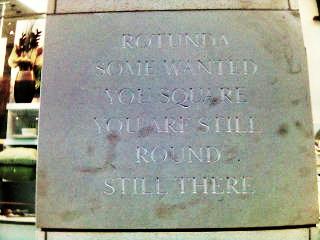 ROTUNDA
SOME WANTED
YOU SQUARE
YOU ARE STILL
ROUND
STILL THERE